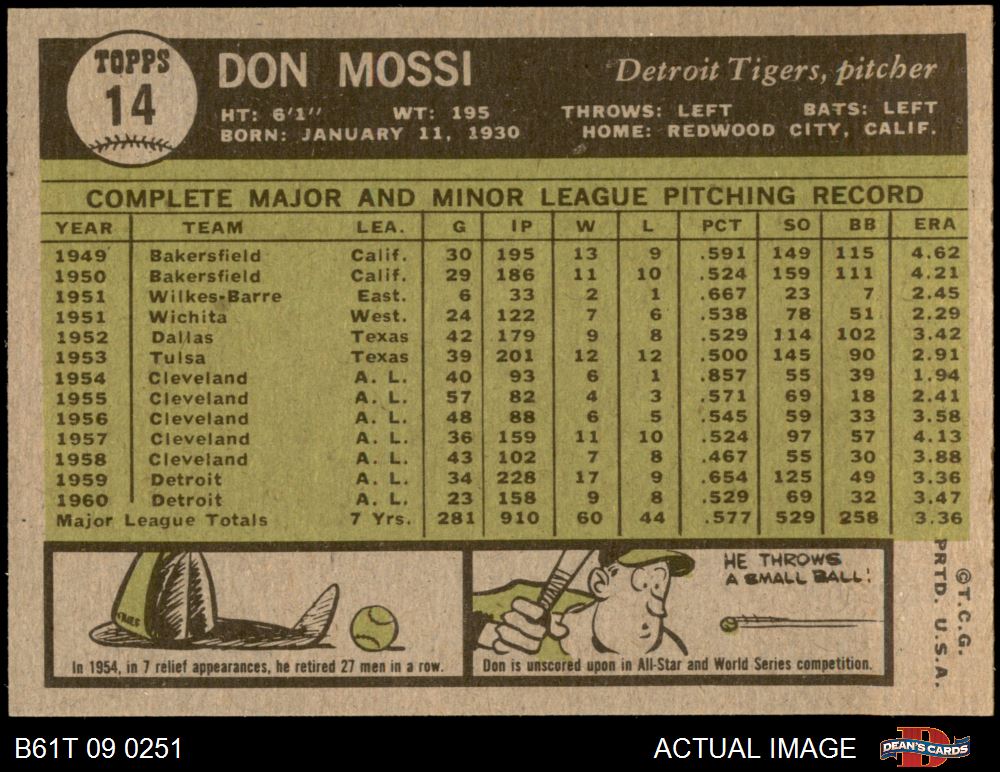 TOPPS
14
DON MOSSI
Detroit Tigers, pitcher
HT: 6'1" WT: 195 THROWS: LEFT BATS: LEFT
BORN: JANUARY 11, 1930 HOME: REDWOOD CITY, CALIF.
COMPLETE MAJOR AND MINOR LEAGUE PITCHING RECORD
YEAR TEAM LEA. G IP W L PCT SO BB ERA
1949 Bakersfield Calif. 30 195 13 9 .591 149 115 4.62
1950 Bakersfield Calif. 29 186 11 10 .524 159 111 4.21
1951 Wilkes-Barre East. 6 33 2 1 .667 23 7 2.45
1951 Wichita West. 24 122 7 6 .538 78 51 2.29
1952 Dallas Texas 42 179 9 8 .529 114 102 3.42
1953 Tulsa Texas 39 201 12 12 .500 145 90 2.91
1954 Cleveland A. L. 40 93 6 1 .857 55 39 1.94
1955 Cleveland A. L. 57 82 4 3 .571 69 18 2.41
1956 Cleveland A. L. 48 88 6 5 .545 59 33 3.58
1957 Cleveland A. L. 36 159 11 10 .524 97 57 4.13
1958 Cleveland A. L. 43 102 7 8 .467 55 30 3.88
1959 Detroit A. L. 34 228 17 9 .654 125 49 3.36
1960 Detroit A. L. 23 158 9 8 .529 69 32 3.47
Major League Totals 7 Yrs. 281 910 60 44 .577 529 258 3.36
In 1954, in 7 relief appearances, he retired 27 men in a row.
HE THROWS
A SMALL BALL!
Don is unscored upon in All-Star and World Series competition.
©T.C.G.
PRTD. U.S.A.
B61T 09 0251
ACTUAL IMAGE
D
DEAN'S CARDS